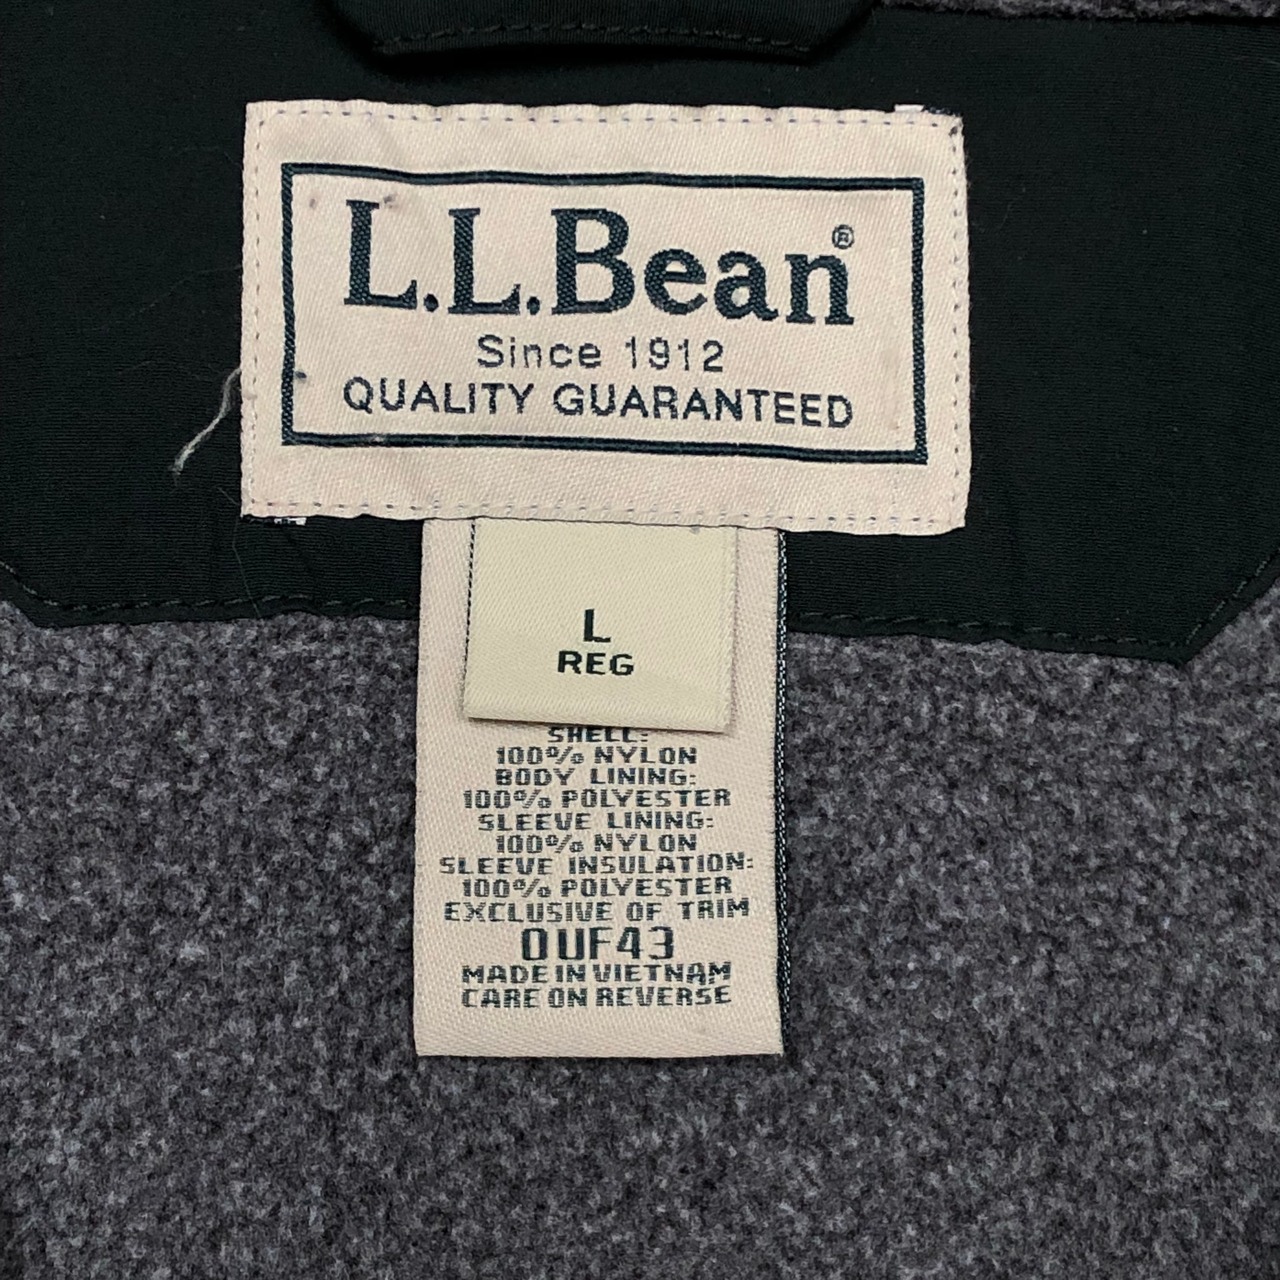 L.L.Bean®
Since 1912
QUALITY GUARANTEED
L
REG
SHELL:
100% NYLON
BODY LINING:
100% POLYESTER
SLEEVE LINING:
100% NYLON
SLEEVE INSULATION:
100% POLYESTER
EXCLUSIVE OF TRIM
0UF43
MADE IN VIETNAM
CARE ON REVERSE